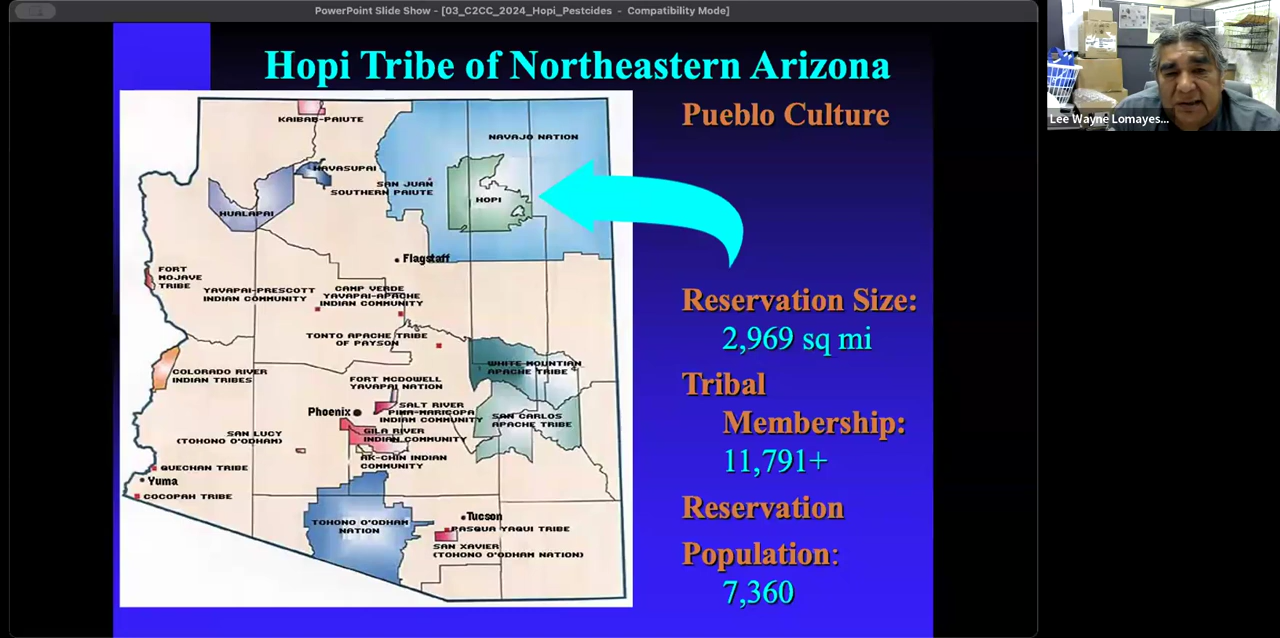 PowerPoint Slide Show - [03_C2CC_2024_Hopi_Pestcides - Compatibility Mode]
Lee Wayne Lomayes...
Hopi Tribe of Northeastern Arizona
Pueblo Culture
KAIBAB-PAIUTE
NAVAJO NATION
HAVASUPAI
SAN JUAN
SOUTHERN PAIUTE
HOPI
HUALAPAI
Flagstaff
FORT
MOJAVE
TRIBE
YAVAPAI-PRESCOTT
INDIAN COMMUNITY
CAMP VERDE
YAVAPAI-APACHE
INDIAN COMMUNITY
TONTO APACHE TRIBE
OF PAYSON
WHITE MOUNTIAN
APACHE TRIBE
COLORADO RIVER
INDIAN TRIBES
FORT MCDOWELL
YAVAPAI NATION
Phoenix
SALT RIVER
PIMA-MARICOPA
INDIAM COMMUNITY
SAN CARLOS
APACHE TRIBE
GILA RIVER
INDIAN COMMUNITY
SAN LUCY
(TOHONO O'ODHAM)
AK-CHIN INDIAN
COMMUNITY
QUECHAN TRIBE
Yuma
COCOPAH TRIBE
TOHONO O'ODHAM
NATION
Tucson
PASQUA YAQUI TRIBE
SAN XAVIER
(TOHONO O'ODHAM NATION)
Reservation Size:
2,969 sq mi
Tribal
Membership:
11,791+
Reservation
Population:
7,360